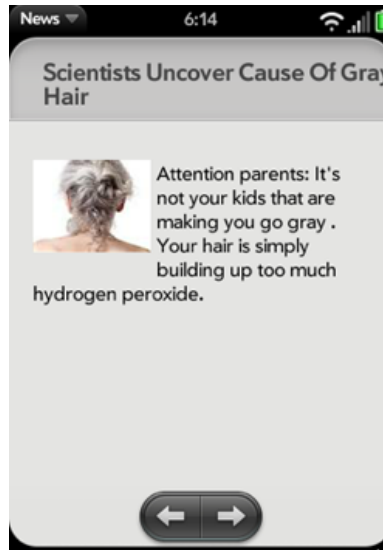 News
6:14
Scientists Uncover Cause Of Gray
Hair
Attention parents: It's
not your kids that are
making you go gray .
Your hair is simply
building up too much
hydrogen peroxide.